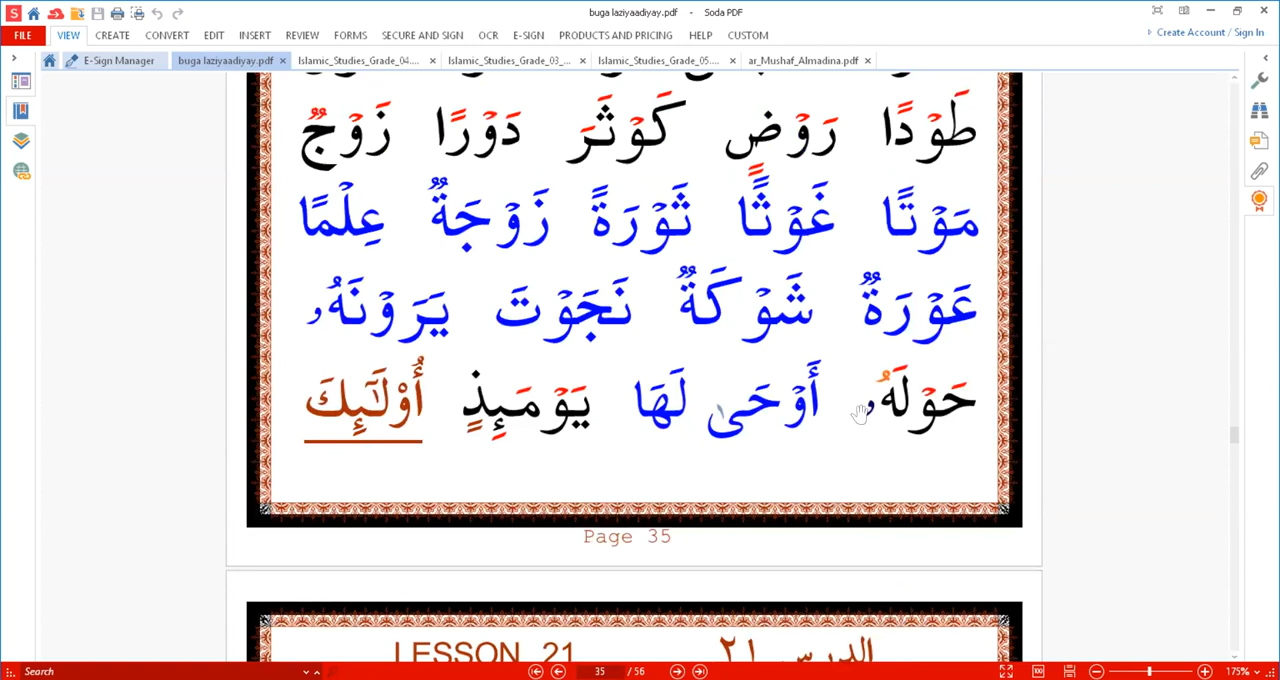 buga laziyaadiyay.pdf - Soda PDF
FILE VIEW CREATE CONVERT EDIT INSERT REVIEW FORMS SECURE AND SIGN OCR E-SIGN PRODUCTS AND PRICING HELP CUSTOM Create Account / Sign In
E-Sign Manager buga laziyaadiyay.pdf Islamic_Studies_Grade_04.... Islamic_Studies_Grade_03_... Islamic_Studies_Grade_05.... ar_Mushaf_Almadina.pdf
طَوْدًا رَوْضٍ كَوْثَرَ دَوْرًا زَوْجٌ
مَوْتًا غَوْثًا ثَوْرَةً زَوْجَةٌ عِلْمًا
عَوْرَةٌ شَوْكَةٌ نَجَوْتَ يَرَوْنَهُۥ
حَوْلَهُۥ أَوْحَىٰ لَهَا يَوْمَئِذٍ أُوْلَٰٓئِكَ
Page 35
LESSON 21 الدرس ٢١
Search 35 / 56 175%